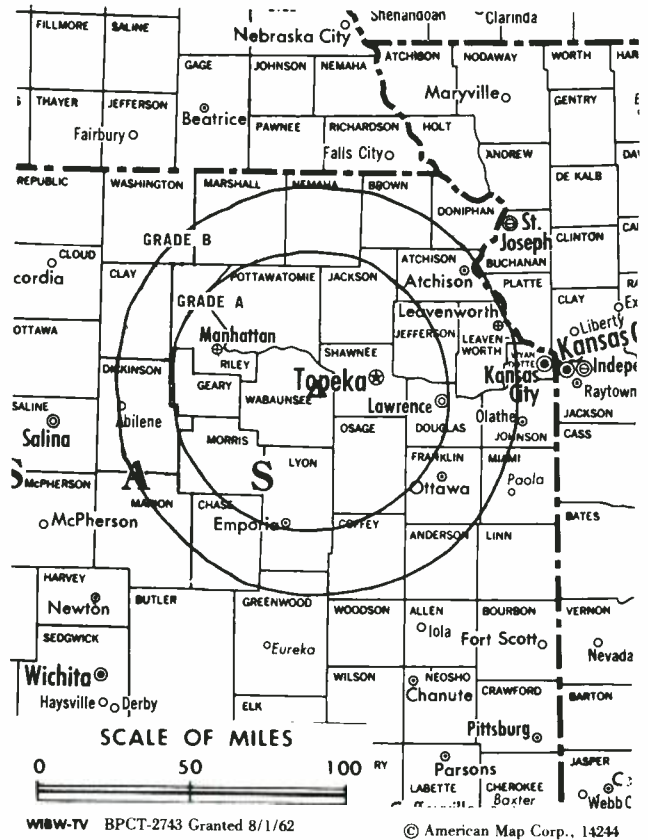 Shenandoah Clarinda
Nebraska City
FILLMORE SALINE
ATCHISON NODAWAY WORTH HAR
GAGE JOHNSON NEMAHA
Maryville
THAYER JEFFERSON GENTRY
Beatrice
Fairbury PAWNEE RICHARDSON HOLT
Falls City ANDREW DAV
DE KALB
REPUBLIC WASHINGTON MARSHALL NEMAHA BROWN
DONIPHAN
St.
Joseph
GRADE B CLINTON
CLOUD ATCHISON BUCHANAN
cordia CLAY POTTAWATOMIE JACKSON Atchison PLATTE
GRADE A CLAY
Leavenworth Liberty
OTTAWA Manhattan JEFFERSON LEAVEN-
WORTH
RILEY SHAWNEE WYAN
DOTTE
Kansas C
DICKINSON GEARY Topeka Kansas
City
Indepe
WABAUNSEE Raytown
SALINE Abilene Lawrence Olathe JACKSON
Salina OSAGE DOUGLAS JOHNSON CASS
MORRIS
LYON FRANKLIN MIAMI
S A S
McPHERSON Ottawa Paola
MARION CHASE
McPherson Emporia COFFEY BATES
ANDERSON LINN
HARVEY
Newton BUTLER GREENWOOD WOODSON ALLEN BOURBON VERNON
SEDGWICK Iola Fort Scott
Eureka Nevada
Wichita WILSON NEOSHO
Haysville Derby Chanute CRAWFORD BARTON
ELK
SCALE OF MILES Pittsburg
0 50 100 RY Parsons JASPER
LABETTE CHEROKEE
Baxter Webb C
WIBW-TV BPCT-2743 Granted 8/1/62 © American Map Corp., 14244